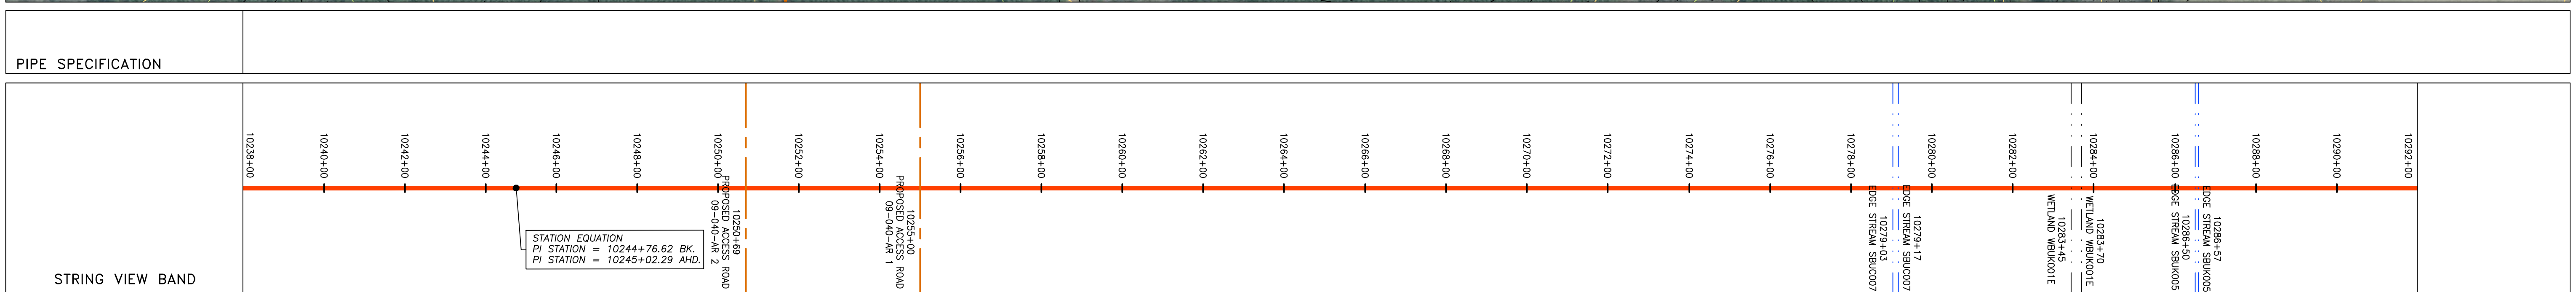 PIPE SPECIFICATION
10238+00
10240+00
10242+00
10244+00
10246+00
10248+00
10250+00
10252+00
10254+00
10256+00
10258+00
10260+00
10262+00
10264+00
10266+00
10268+00
10270+00
10272+00
10274+00
10276+00
10278+00
10280+00
10282+00
10284+00
10286+00
10288+00
10290+00
10292+00
STATION EQUATION
PI STATION = 10244+76.62 BK.
PI STATION = 10245+02.29 AHD.
10250+69
PROPOSED ACCESS ROAD
09-040-AR 2
10255+00
PROPOSED ACCESS ROAD
09-040-AR 1
10279+03
EDGE STREAM SBUC007
10279+17
EDGE STREAM SBUC007
10283+45
WETLAND WBUK001E
10283+70
WETLAND WBUK001E
10286+50
EDGE STREAM SBUK005
10286+57
EDGE STREAM SBUK005
STRING VIEW BAND